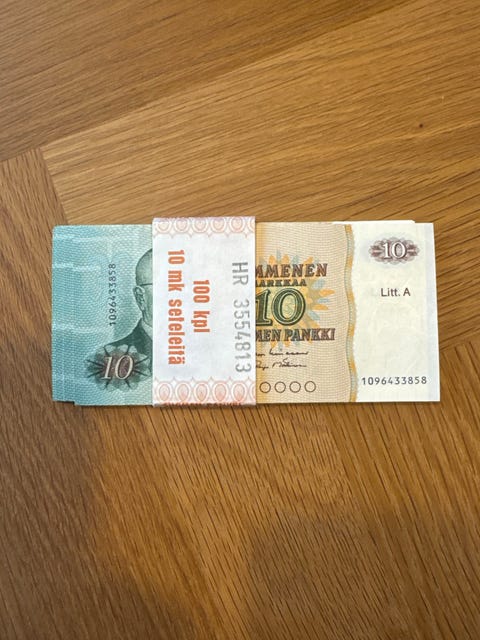 1096433858
10
100 kpl
10 mk seteleitä
HR 3554813
MMENEN
MARKKAA
10
MEN PANKKI
10
Litt. A
1096433858